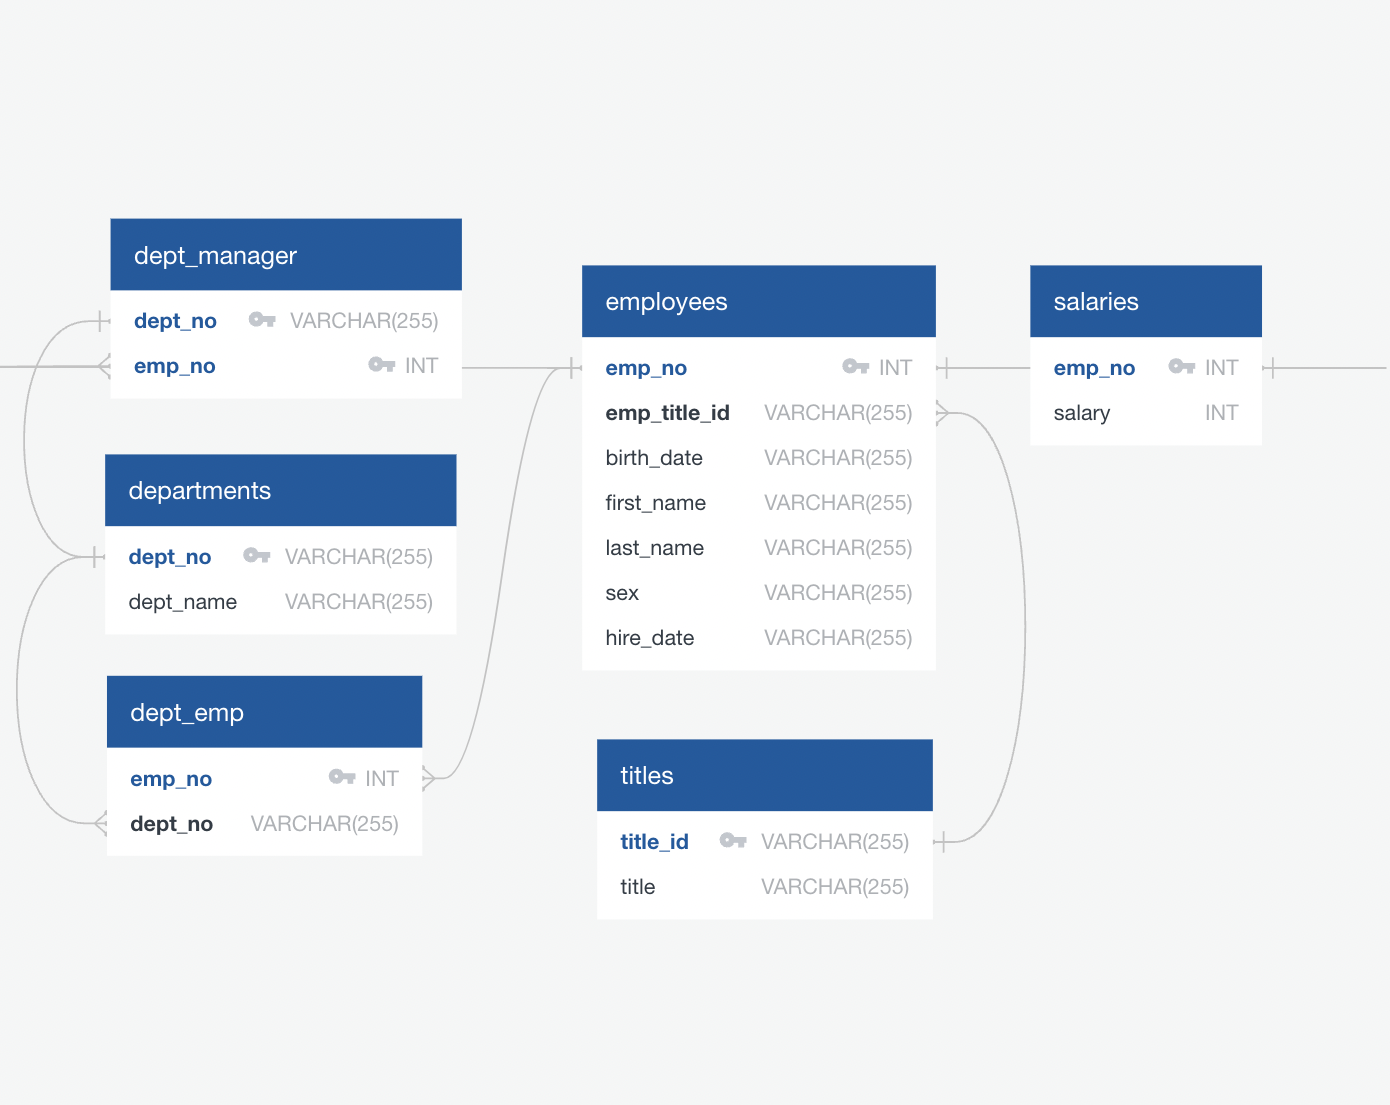 dept_manager
dept_no VARCHAR(255)
emp_no INT
departments
dept_no VARCHAR(255)
dept_name VARCHAR(255)
dept_emp
emp_no INT
dept_no VARCHAR(255)
employees
emp_no INT
emp_title_id VARCHAR(255)
birth_date VARCHAR(255)
first_name VARCHAR(255)
last_name VARCHAR(255)
sex VARCHAR(255)
hire_date VARCHAR(255)
titles
title_id VARCHAR(255)
title VARCHAR(255)
salaries
emp_no INT
salary INT